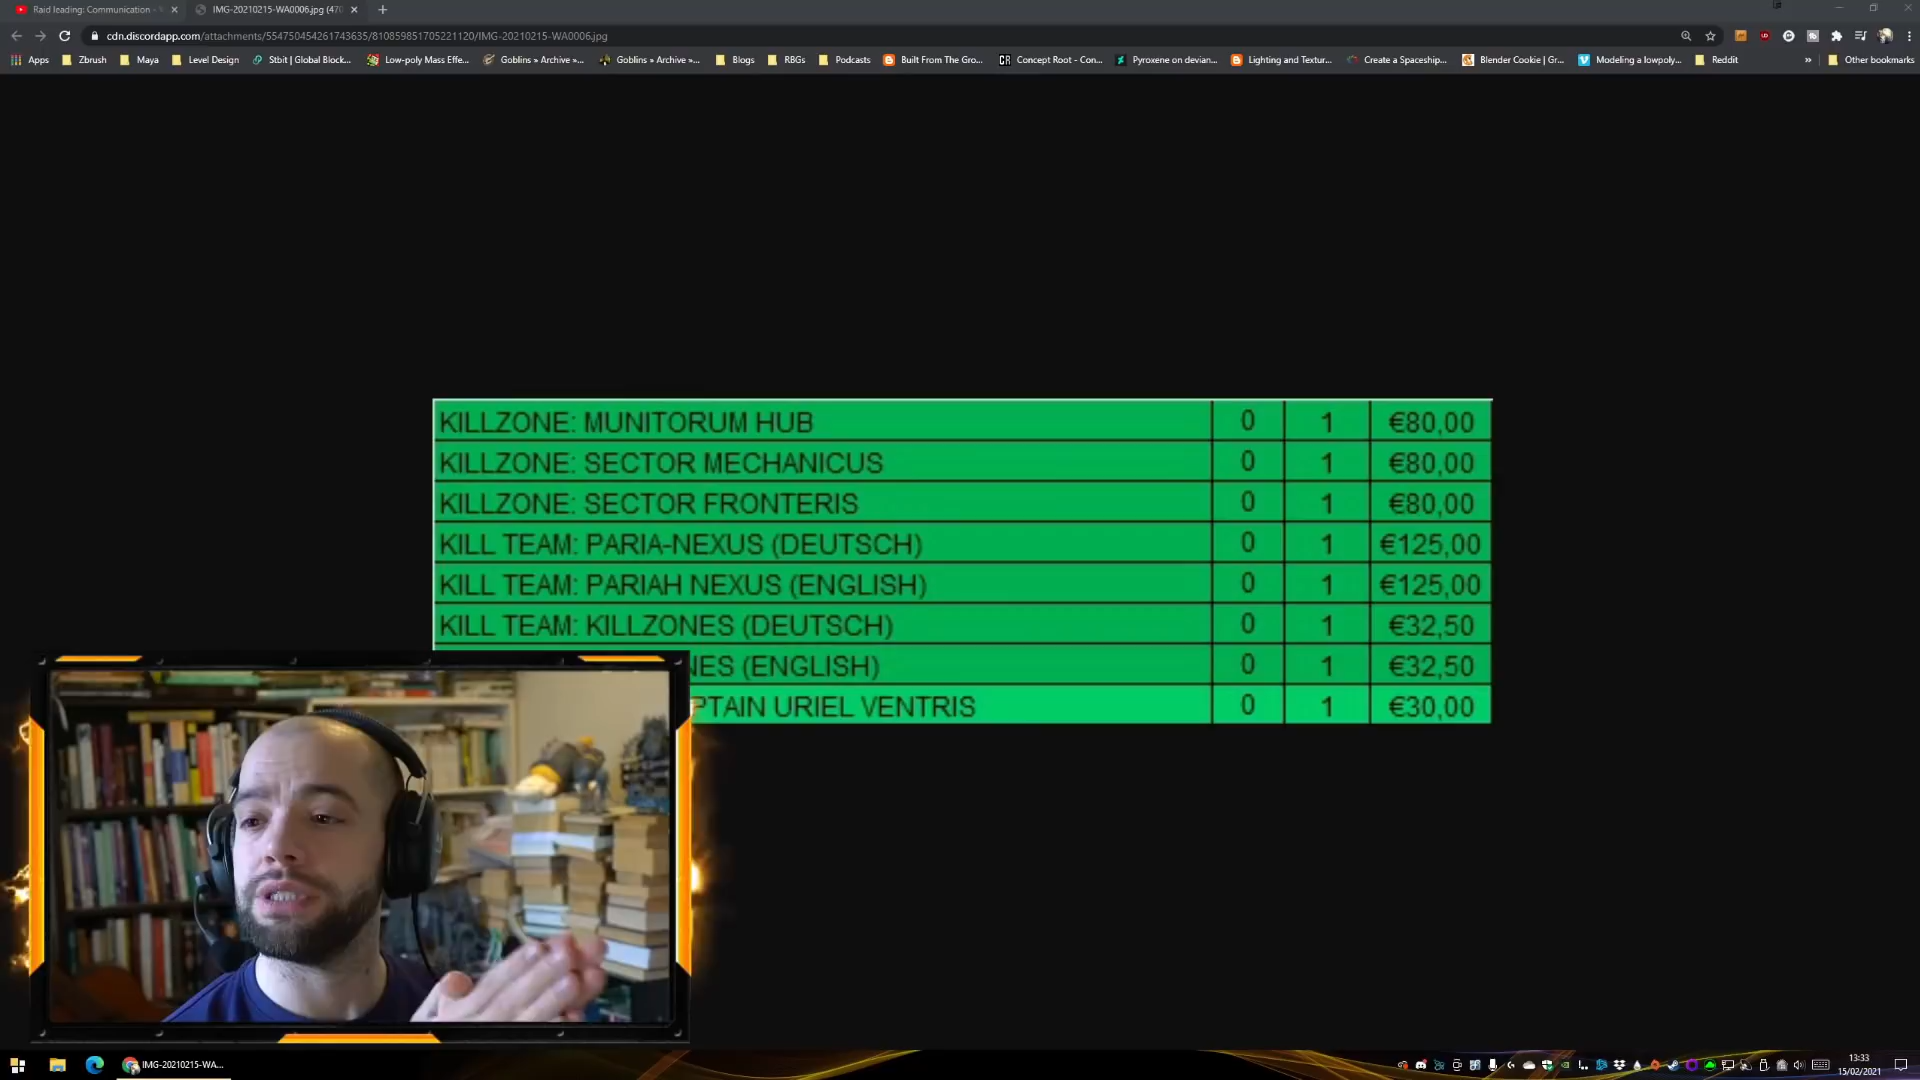 Raid leading: Communication -
IMG-20210215-WA0006.jpg (470
cdn.discordapp.com/attachments/554750454261743635/810859851705221120/IMG-20210215-WA0006.jpg
Apps Zbrush Maya Level Design Stbit | Global Block... Low-poly Mass Effe... Goblins » Archive »... Goblins » Archive »... Blogs RBGs Podcasts Built From The Gro... Concept Root - Con... Pyroxene on devian... Lighting and Textur... Create a Spaceship... Blender Cookie | Gr... Modeling a lowpoly... Reddit » Other bookmarks
KILLZONE: MUNITORUM HUB 0 1 €80,00
KILLZONE: SECTOR MECHANICUS 0 1 €80,00
KILLZONE: SECTOR FRONTERIS 0 1 €80,00
KILL TEAM: PARIA-NEXUS (DEUTSCH) 0 1 €125,00
KILL TEAM: PARIAH NEXUS (ENGLISH) 0 1 €125,00
KILL TEAM: KILLZONES (DEUTSCH) 0 1 €32,50
NES (ENGLISH) 0 1 €32,50
PTAIN URIEL VENTRIS 0 1 €30,00
IMG-20210215-WA...
13:33
15/02/2021